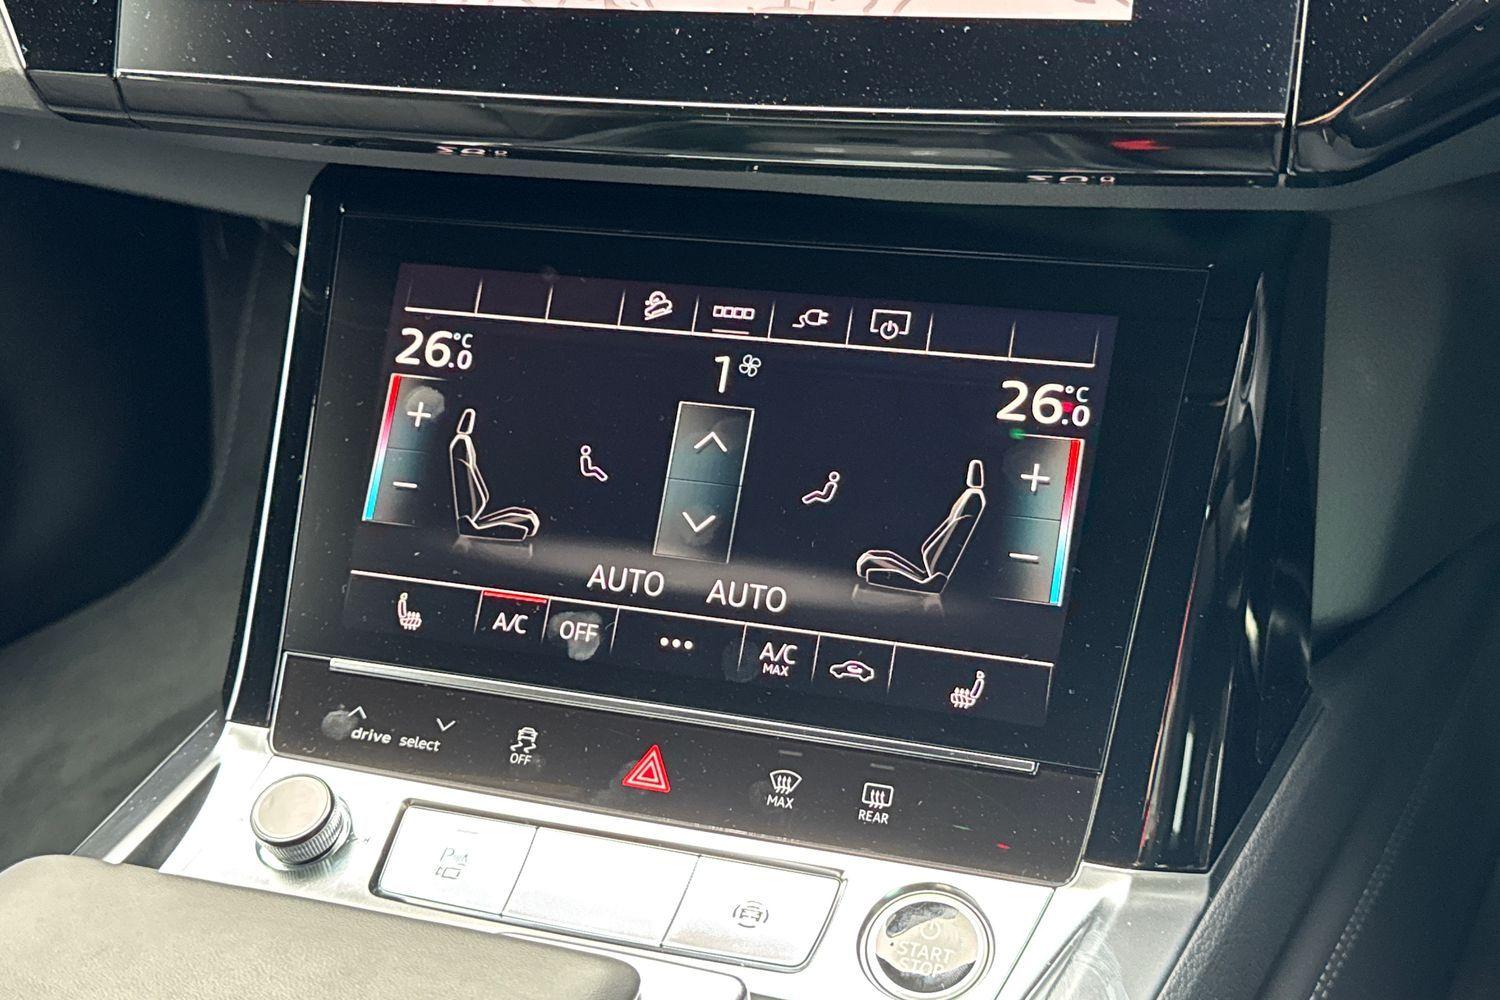 26.0 °C
1
26.0 °C
AUTO AUTO
A/C
OFF
A/C
MAX
drive select
OFF
MAX
REAR
START
STOP